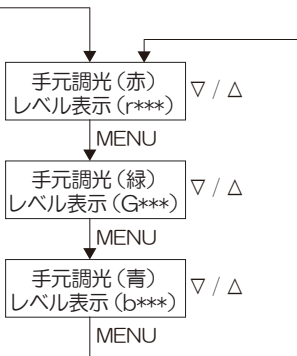 手元調光(赤)
レベル表示(r***)
▽ / △
MENU
手元調光(緑)
レベル表示(G***)
▽ / △
MENU
手元調光(青)
レベル表示(b***)
▽ / △
MENU